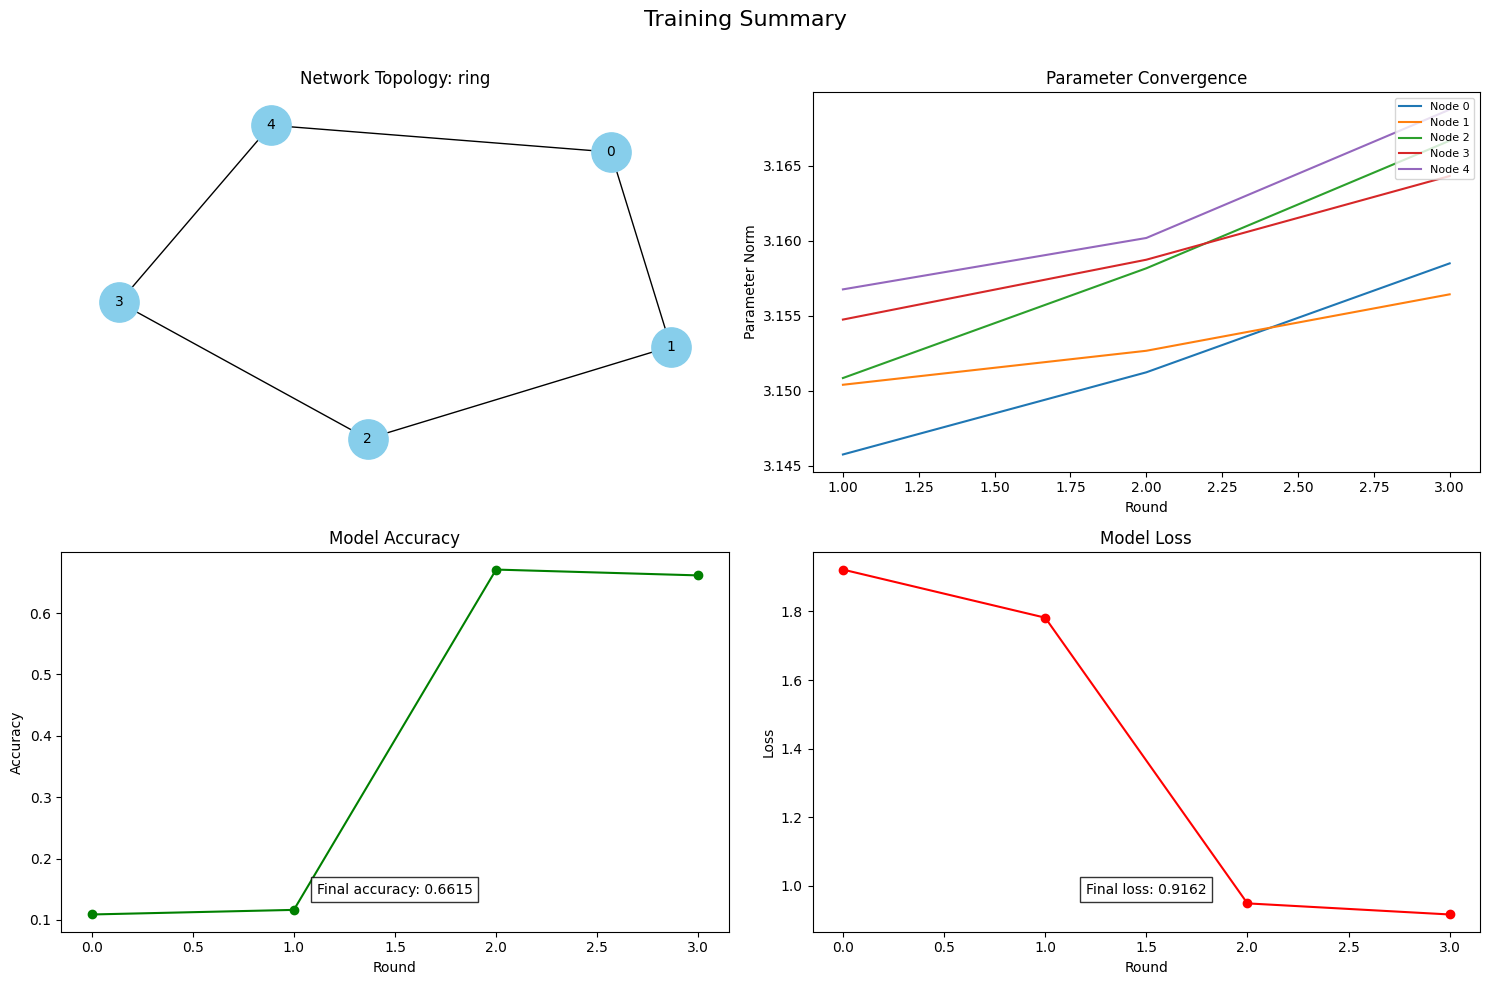 Training Summary
Network Topology: ring
4
0
3
1
2
Parameter Convergence
Node 0
Node 1
Node 2
Node 3
Node 4
Parameter Norm
3.165
3.160
3.155
3.150
3.145
1.00 1.25 1.50 1.75 2.00 2.25 2.50 2.75 3.00
Round
Model Accuracy
Accuracy
0.6
0.5
0.4
0.3
0.2
0.1
Final accuracy: 0.6615
0.0 0.5 1.0 1.5 2.0 2.5 3.0
Round
Model Loss
Loss
1.8
1.6
1.4
1.2
1.0
Final loss: 0.9162
0.0 0.5 1.0 1.5 2.0 2.5 3.0
Round